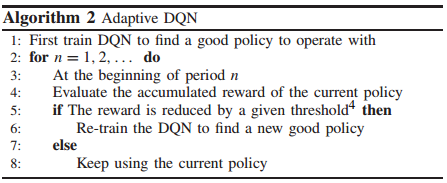 Algorithm 2 Adaptive DQN
1: First train DQN to find a good policy to operate with
2: for n = 1, 2, . . . do
3: At the beginning of period n
4: Evaluate the accumulated reward of the current policy
5: if The reward is reduced by a given threshold⁴ then
6: Re-train the DQN to find a new good policy
7: else
8: Keep using the current policy